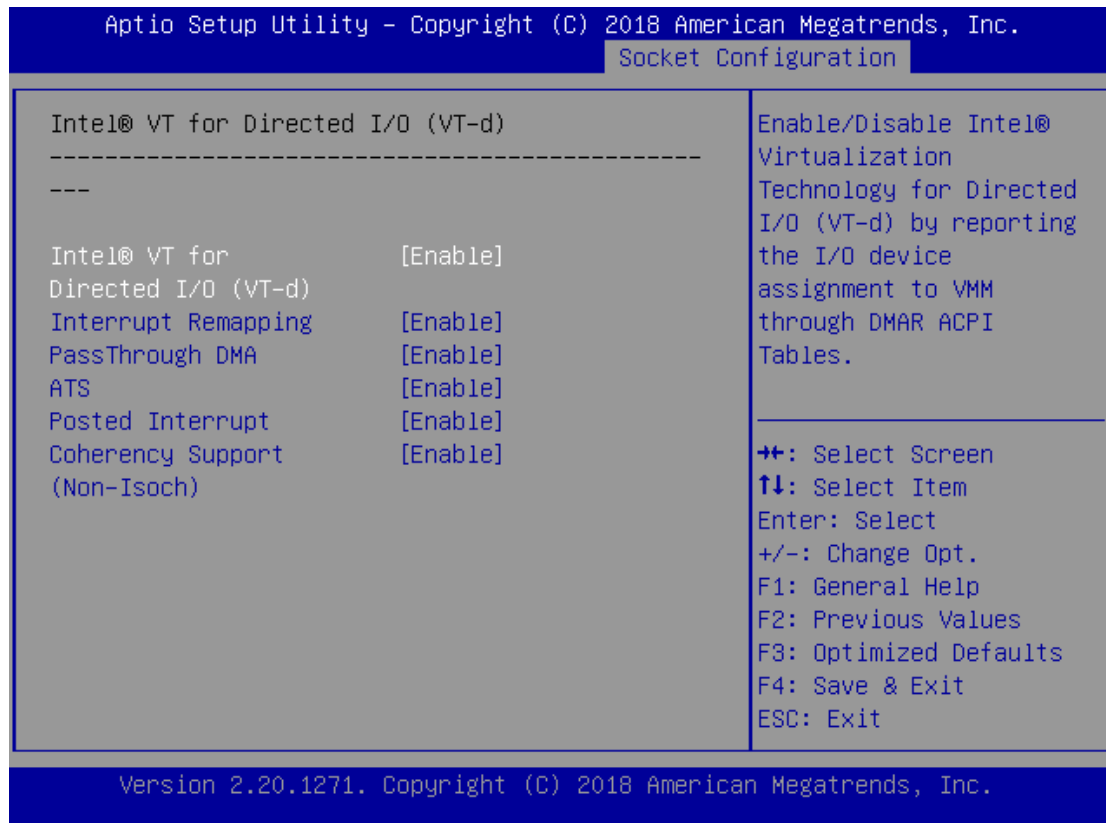 Aptio Setup Utility – Copyright (C) 2018 American Megatrends, Inc.
Socket Configuration
Intel® VT for Directed I/O (VT-d)
-----------------------------------------------
---
Intel® VT for [Enable]
Directed I/O (VT-d)
Interrupt Remapping [Enable]
PassThrough DMA [Enable]
ATS [Enable]
Posted Interrupt [Enable]
Coherency Support [Enable]
(Non-Isoch)
Enable/Disable Intel®
Virtualization
Technology for Directed
I/O (VT-d) by reporting
the I/O device
assignment to VMM
through DMAR ACPI
Tables.
→←: Select Screen
↑↓: Select Item
Enter: Select
+/-: Change Opt.
F1: General Help
F2: Previous Values
F3: Optimized Defaults
F4: Save & Exit
ESC: Exit
Version 2.20.1271. Copyright (C) 2018 American Megatrends, Inc.